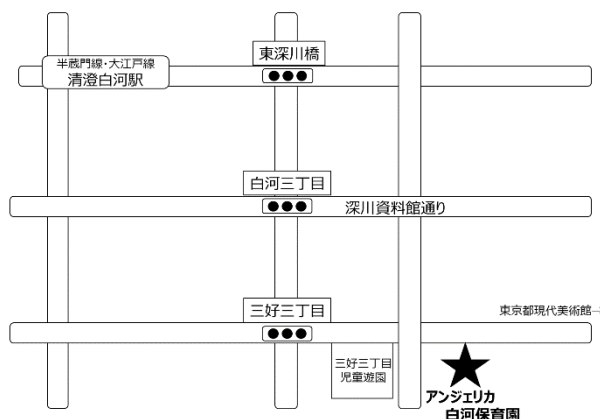 東深川橋
半蔵門線・大江戸線
清澄白河駅
白河三丁目
深川資料館通り
三好三丁目
東京都現代美術館
三好三丁目
児童遊園
アンジェリカ
白河保育園